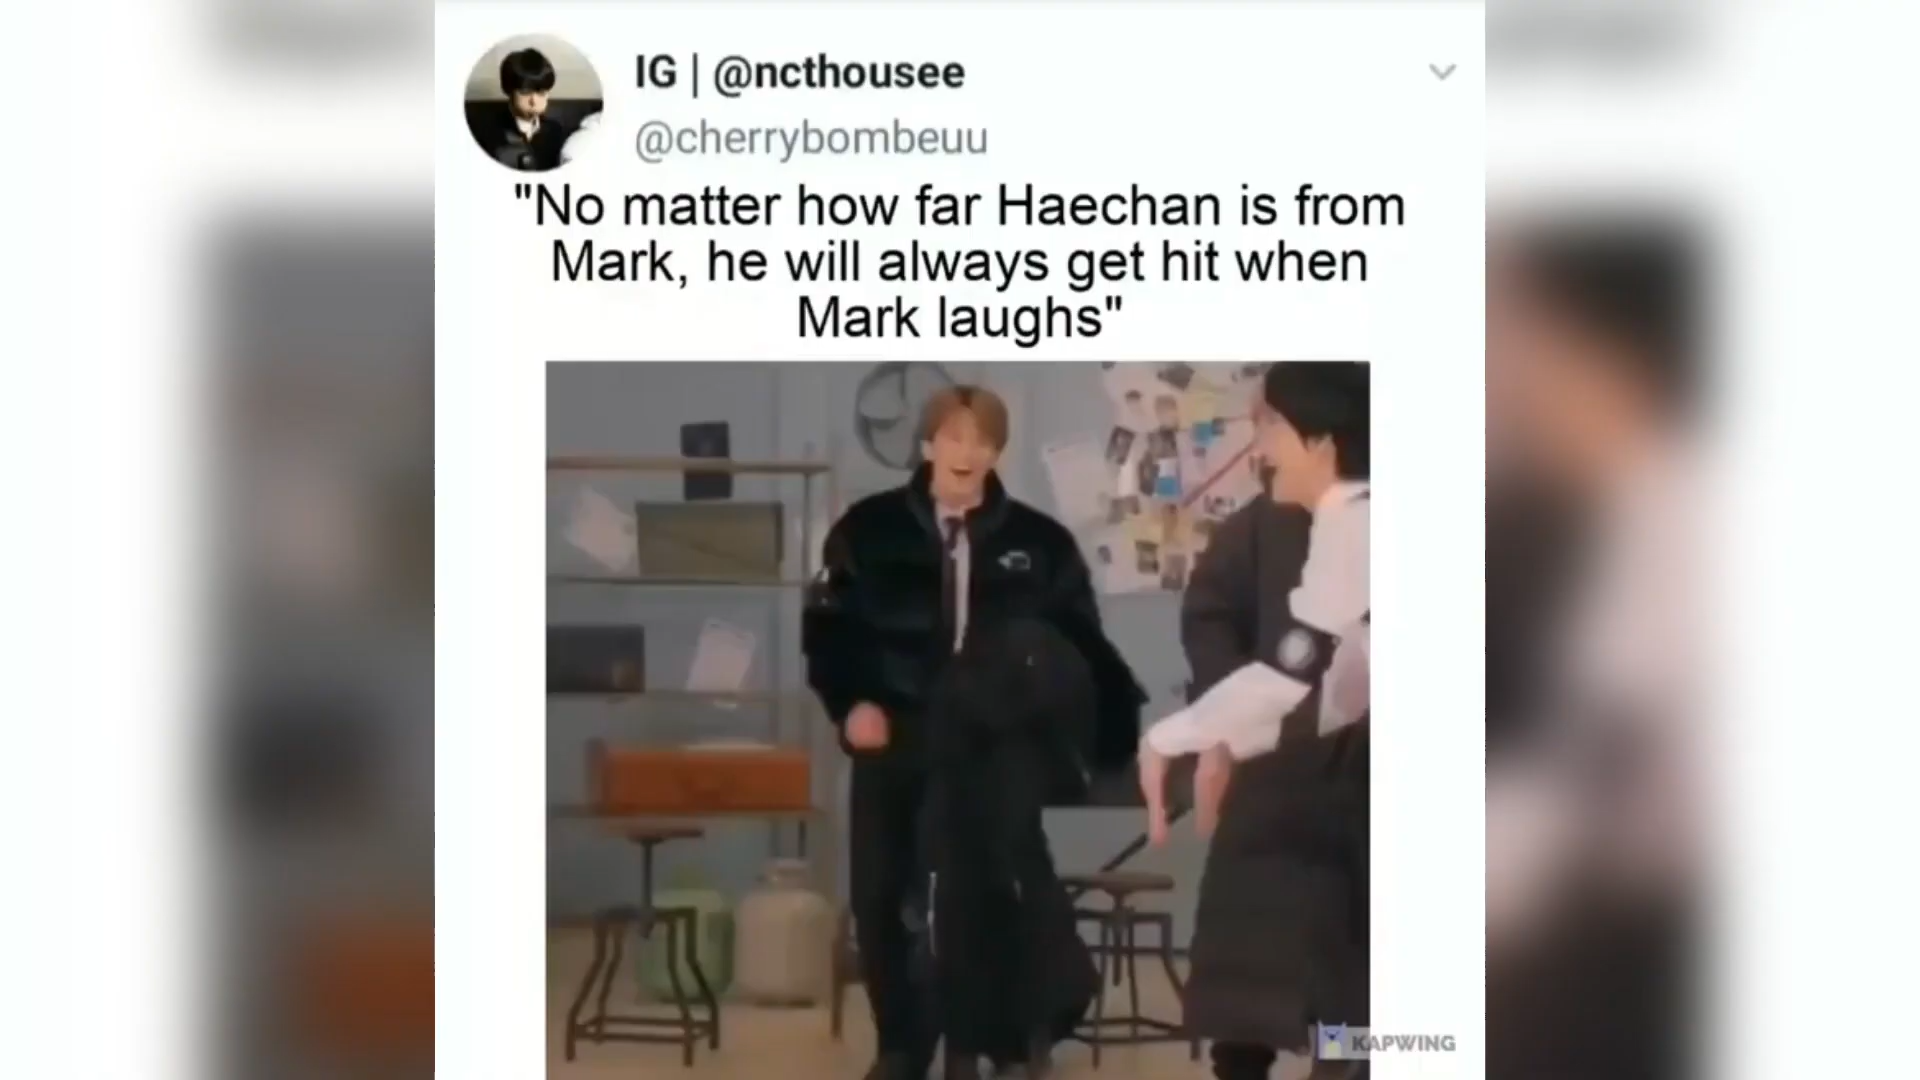 IG | @ncthousee
@cherrybombeuu
"No matter how far Haechan is from
Mark, he will always get hit when
Mark laughs"
KAPWING